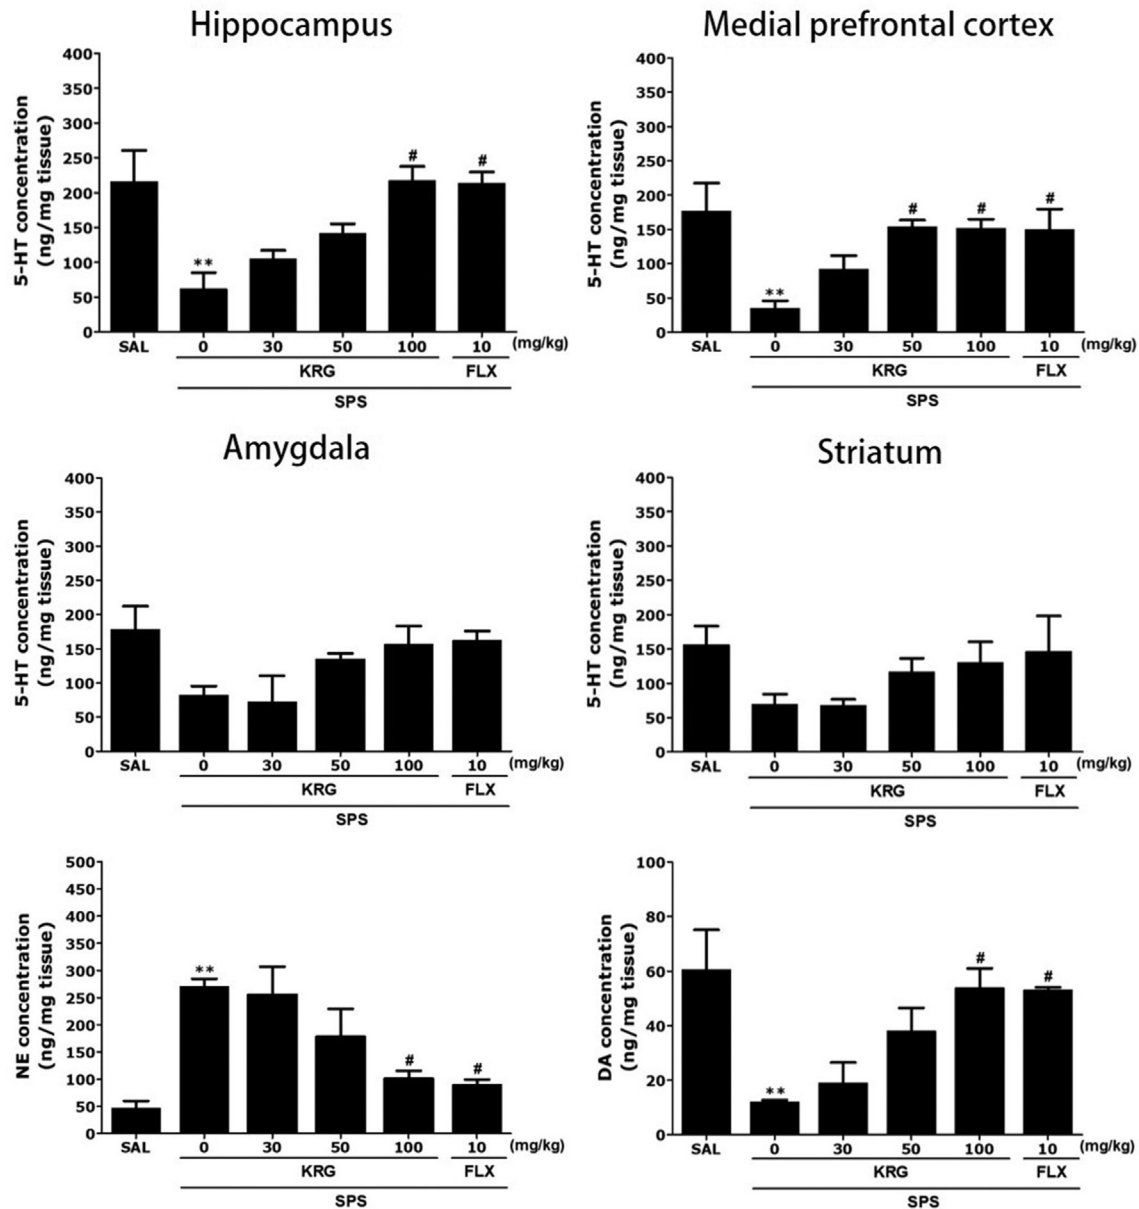 Hippocampus
5-HT concentration
(ng/mg tissue)
400
350
300
250
200
150
100
50
0
**
#
#
SAL
0
30
50
100
10
(mg/kg)
KRG
FLX
SPS
Medial prefrontal cortex
5-HT concentration
(ng/mg tissue)
400
350
300
250
200
150
100
50
0
**
#
#
#
SAL
0
30
50
100
10
(mg/kg)
KRG
FLX
SPS
Amygdala
5-HT concentration
(ng/mg tissue)
400
350
300
250
200
150
100
50
0
SAL
0
30
50
100
10
(mg/kg)
KRG
FLX
SPS
Striatum
5-HT concentration
(ng/mg tissue)
400
350
300
250
200
150
100
50
0
SAL
0
30
50
100
10
(mg/kg)
KRG
FLX
SPS
NE concentration
(ng/mg tissue)
500
450
400
350
300
250
200
150
100
50
0
**
#
#
SAL
0
30
50
100
10
(mg/kg)
KRG
FLX
SPS
DA concentration
(ng/mg tissue)
100
80
60
40
20
0
**
#
#
SAL
0
30
50
100
10
(mg/kg)
KRG
FLX
SPS